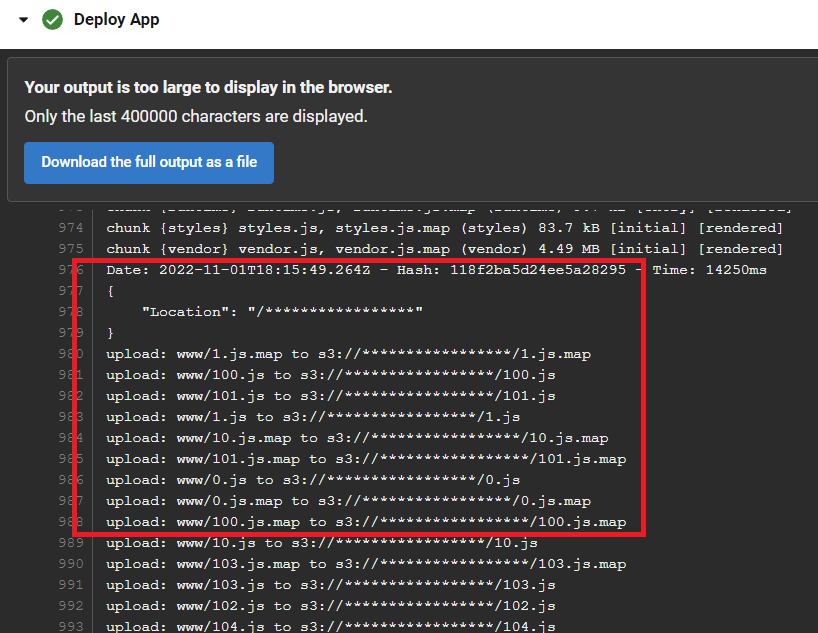 Deploy App
Your output is too large to display in the browser.
Only the last 400000 characters are displayed.
Download the full output as a file
974 chunk {styles} styles.js, styles.js.map (styles) 83.7 kB [initial] [rendered]
975 chunk {vendor} vendor.js, vendor.js.map (vendor) 4.49 MB [initial] [rendered]
976 Date: 2022-11-01T18:15:49.264Z - Hash: 118f2ba5d24ee5a28295 - Time: 14250ms
977 {
978 "Location": "/*****************"
979 }
980 upload: www/1.js.map to s3://*****************/1.js.map
981 upload: www/100.js to s3://*****************/100.js
982 upload: www/101.js to s3://*****************/101.js
983 upload: www/1.js to s3://*****************/1.js
984 upload: www/10.js.map to s3://*****************/10.js.map
985 upload: www/101.js.map to s3://*****************/101.js.map
986 upload: www/0.js to s3://*****************/0.js
987 upload: www/0.js.map to s3://*****************/0.js.map
988 upload: www/100.js.map to s3://*****************/100.js.map
989 upload: www/10.js to s3://*****************/10.js
990 upload: www/103.js.map to s3://*****************/103.js.map
991 upload: www/103.js to s3://*****************/103.js
992 upload: www/102.js to s3://*****************/102.js
993 upload: www/104.js to s3://*****************/104.js